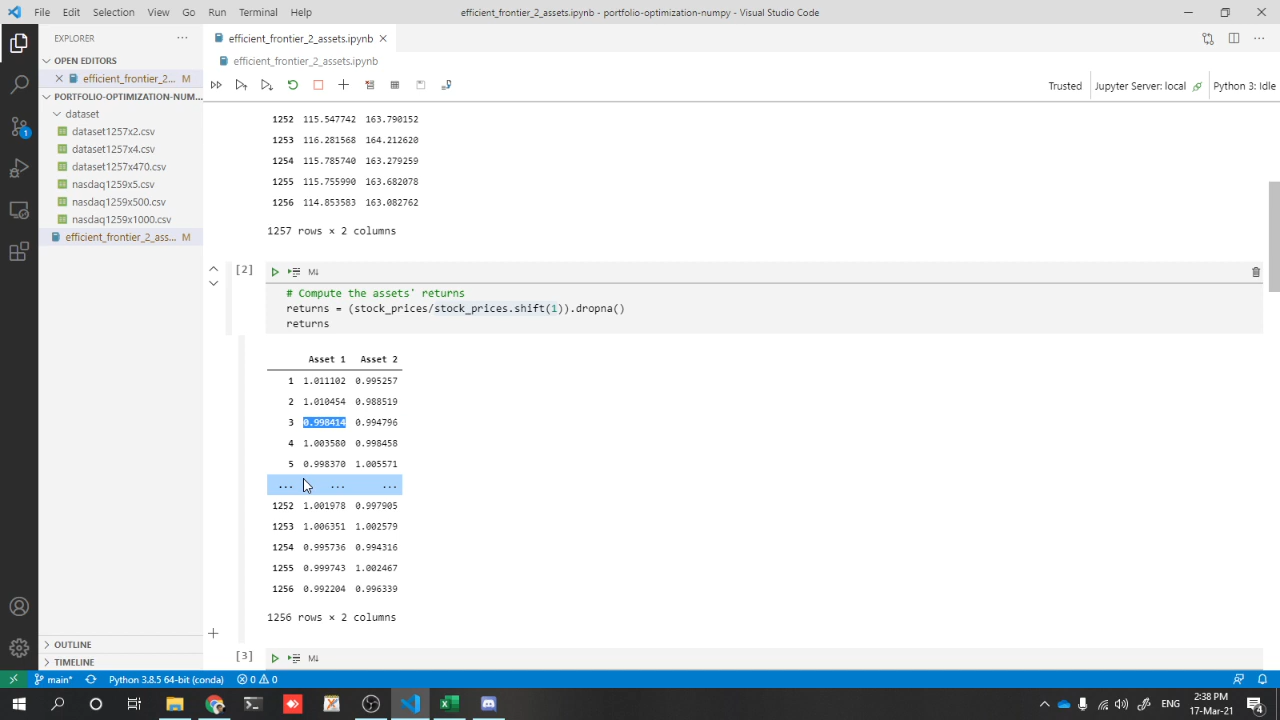 File Edit Selection View Go Run Terminal Help
efficient_frontier_2_assets.ipynb - portfolio-optimization-numpy - Visual Studio Code
EXPLORER
efficient_frontier_2_assets.ipynb
OPEN EDITORS
efficient_frontier_2_assets.ipynb
efficient_frontier_2... M
Trusted
Jupyter Server: local
Python 3: Idle
PORTFOLIO-OPTIMIZATION-NUM...
dataset
dataset1257x2.csv
dataset1257x4.csv
dataset1257x470.csv
nasdaq1259x5.csv
nasdaq1259x500.csv
nasdaq1259x1000.csv
efficient_frontier_2_ass... M
1252 115.547742 163.790152
1253 116.281568 164.212620
1254 115.785740 163.279259
1255 115.755990 163.682078
1256 114.853583 163.082762
1257 rows × 2 columns
[2]
M↓
# Compute the assets' returns
returns = (stock_prices/stock_prices.shift(1)).dropna()
returns
Asset 1 Asset 2
1 1.011102 0.995257
2 1.010454 0.988519
3 0.998414 0.994796
4 1.003580 0.998458
5 0.998370 1.005571
... ... ...
1252 1.001978 0.997905
1253 1.006351 1.002579
1254 0.995736 0.994316
1255 0.999743 1.002467
1256 0.992204 0.996339
1256 rows × 2 columns
[3]
M↓
OUTLINE
TIMELINE
main*
Python 3.8.5 64-bit (conda)
0 0
1
ENG
2:38 PM
17-Mar-21
4